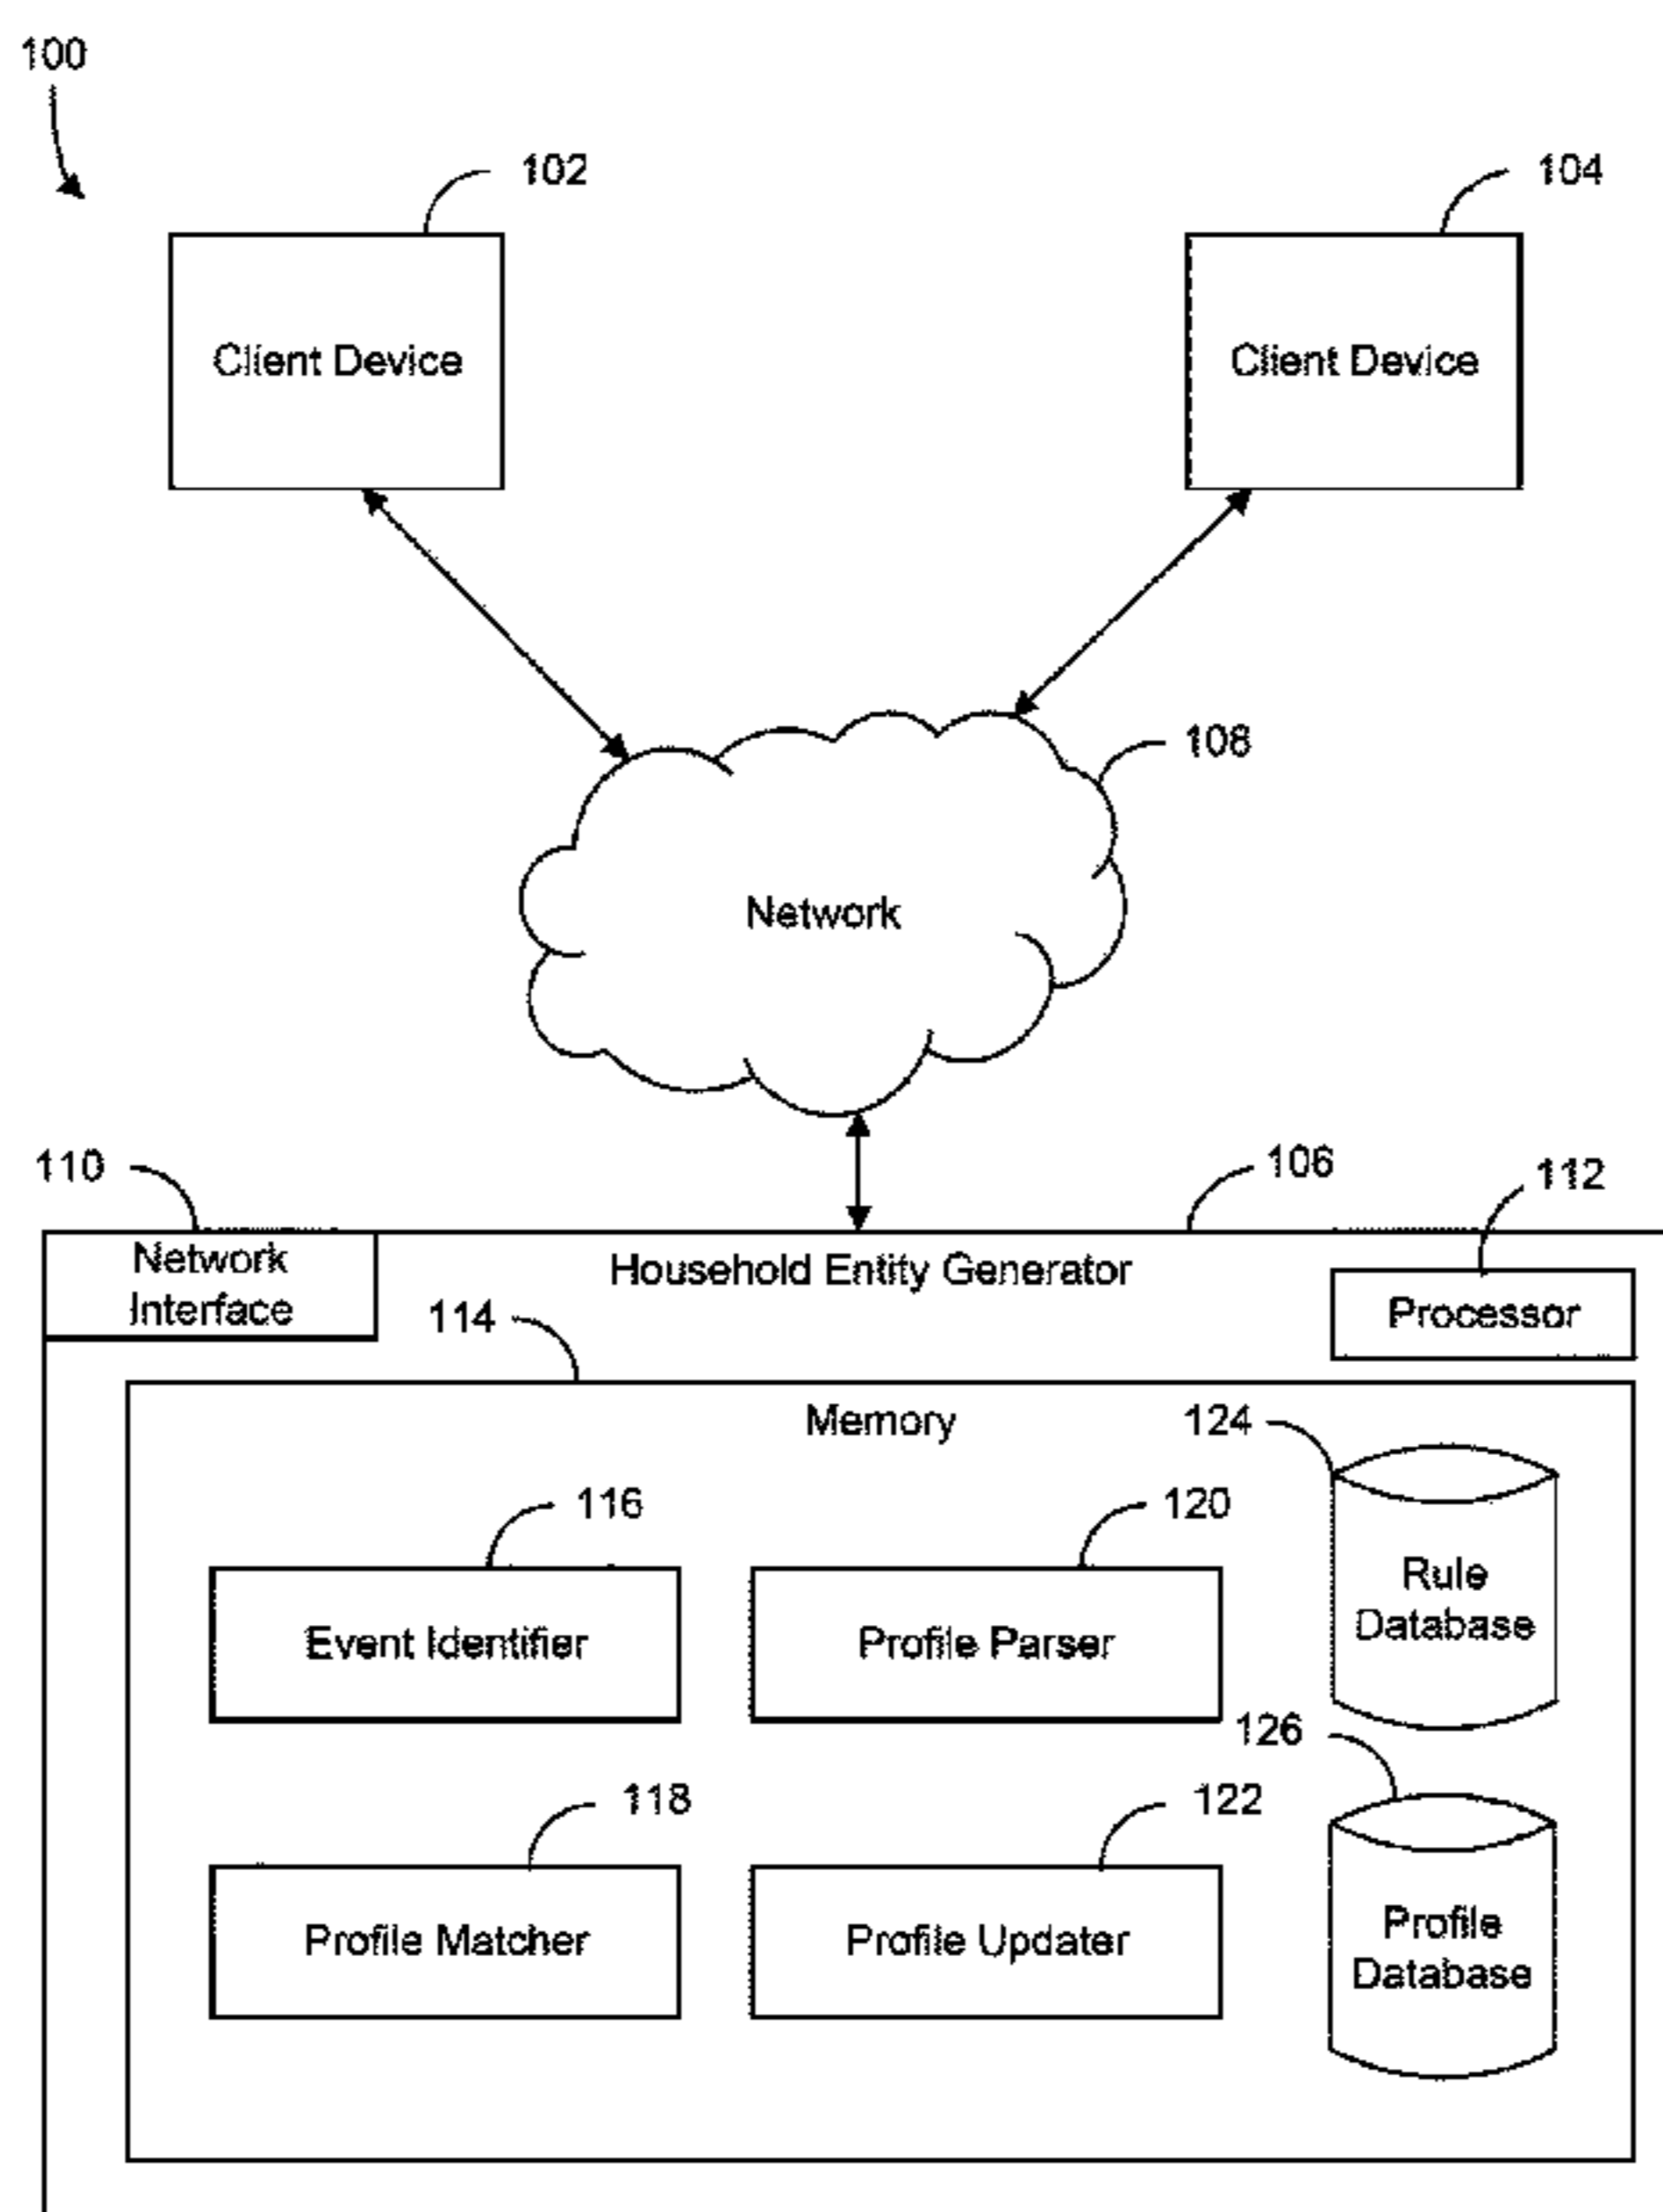 100
102
104
Client Device
Client Device
108
Network
110
106
112
Network
Interface
Household Entity Generator
Processor
114
Memory
124
116
120
Rule
Database
Event Identifier
Profile Parser
126
118
122
Profile
Database
Profile Matcher
Profile Updater